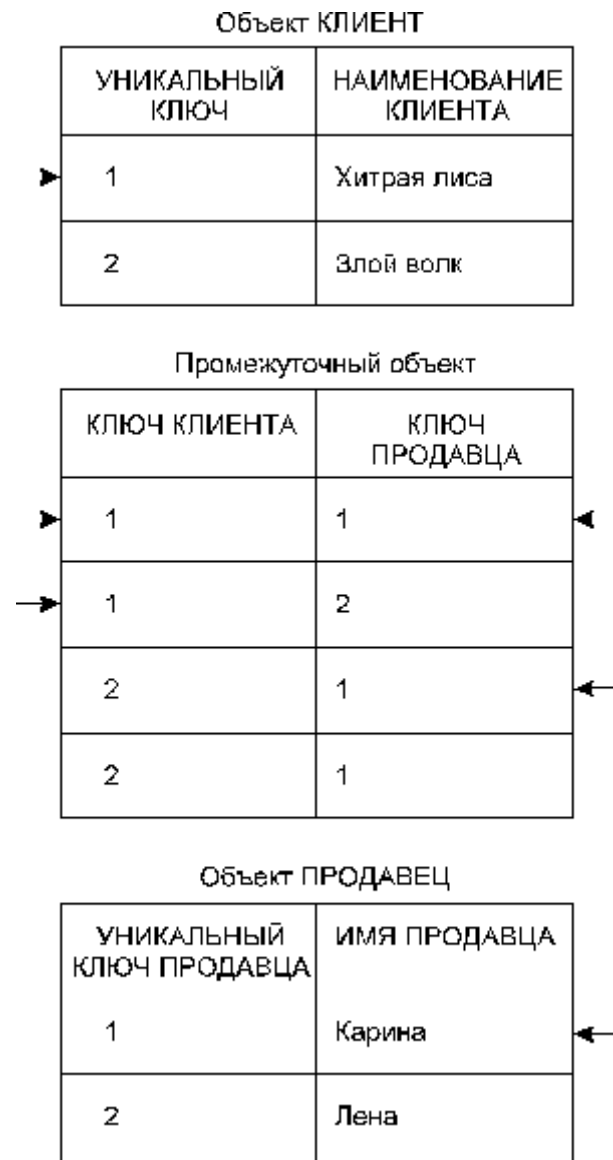 Объект КЛИЕНТ
УНИКАЛЬНЫЙ НАИМЕНОВАНИЕ
КЛЮЧ КЛИЕНТА
1 Хитрая лиса
2 Злой волк
Промежуточный объект
КЛЮЧ КЛИЕНТА КЛЮЧ
ПРОДАВЦА
1 1
1 2
2 1
2 1
Объект ПРОДАВЕЦ
УНИКАЛЬНЫЙ ИМЯ ПРОДАВЦА
КЛЮЧ ПРОДАВЦА
1 Карина
2 Лена